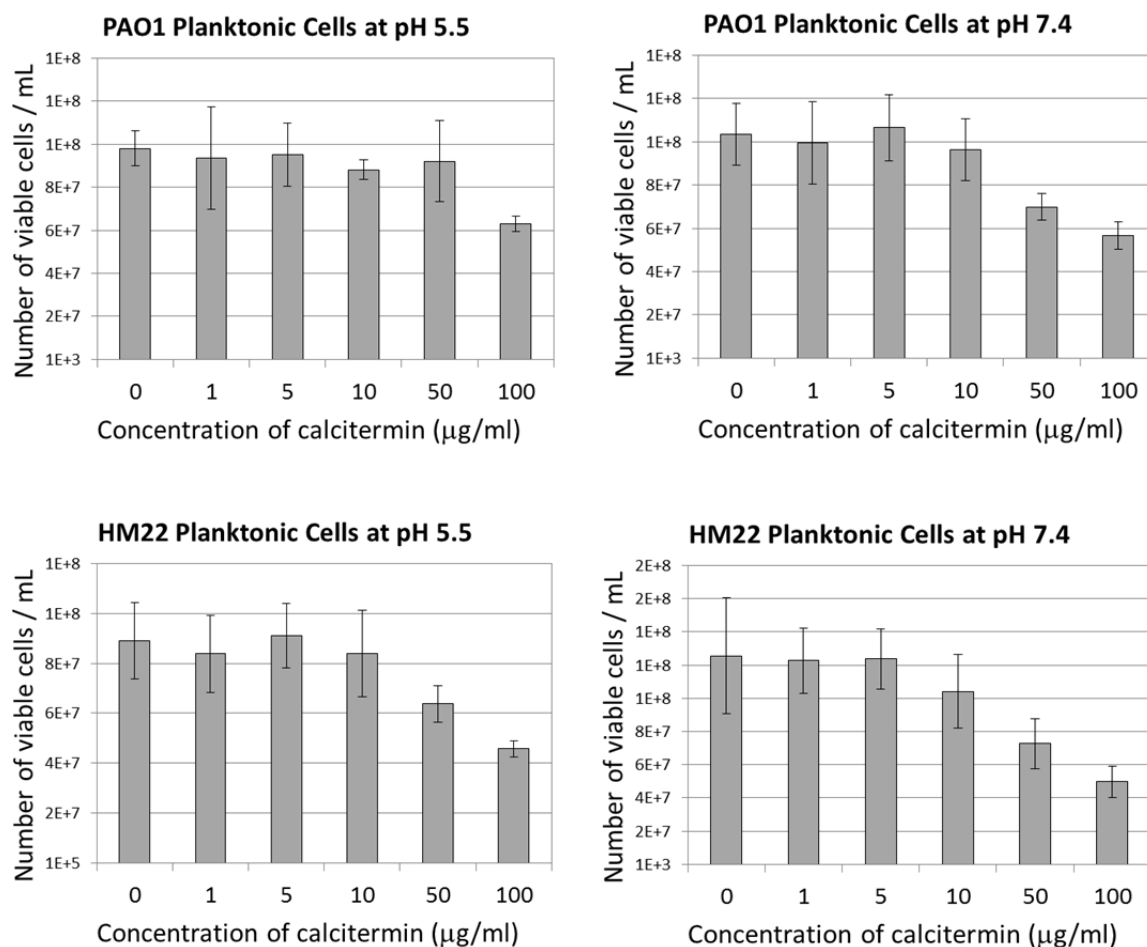 PAO1 Planktonic Cells at pH 5.5
Number of viable cells / mL
1E+8
1E+8
1E+8
8E+7
6E+7
4E+7
2E+7
1E+3
0 1 5 10 50 100
Concentration of calcitermin (μg/ml)
PAO1 Planktonic Cells at pH 7.4
Number of viable cells / mL
1E+8
1E+8
1E+8
8E+7
6E+7
4E+7
2E+7
1E+3
0 1 5 10 50 100
Concentration of calcitermin (μg/ml)
HM22 Planktonic Cells at pH 5.5
Number of viable cells / mL
1E+8
1E+8
8E+7
6E+7
4E+7
2E+7
1E+5
0 1 5 10 50 100
Concentration of calcitermin (μg/ml)
HM22 Planktonic Cells at pH 7.4
Number of viable cells / mL
2E+8
2E+8
1E+8
1E+8
1E+8
8E+7
6E+7
4E+7
2E+7
1E+3
0 1 5 10 50 100
Concentration of calcitermin (μg/ml)